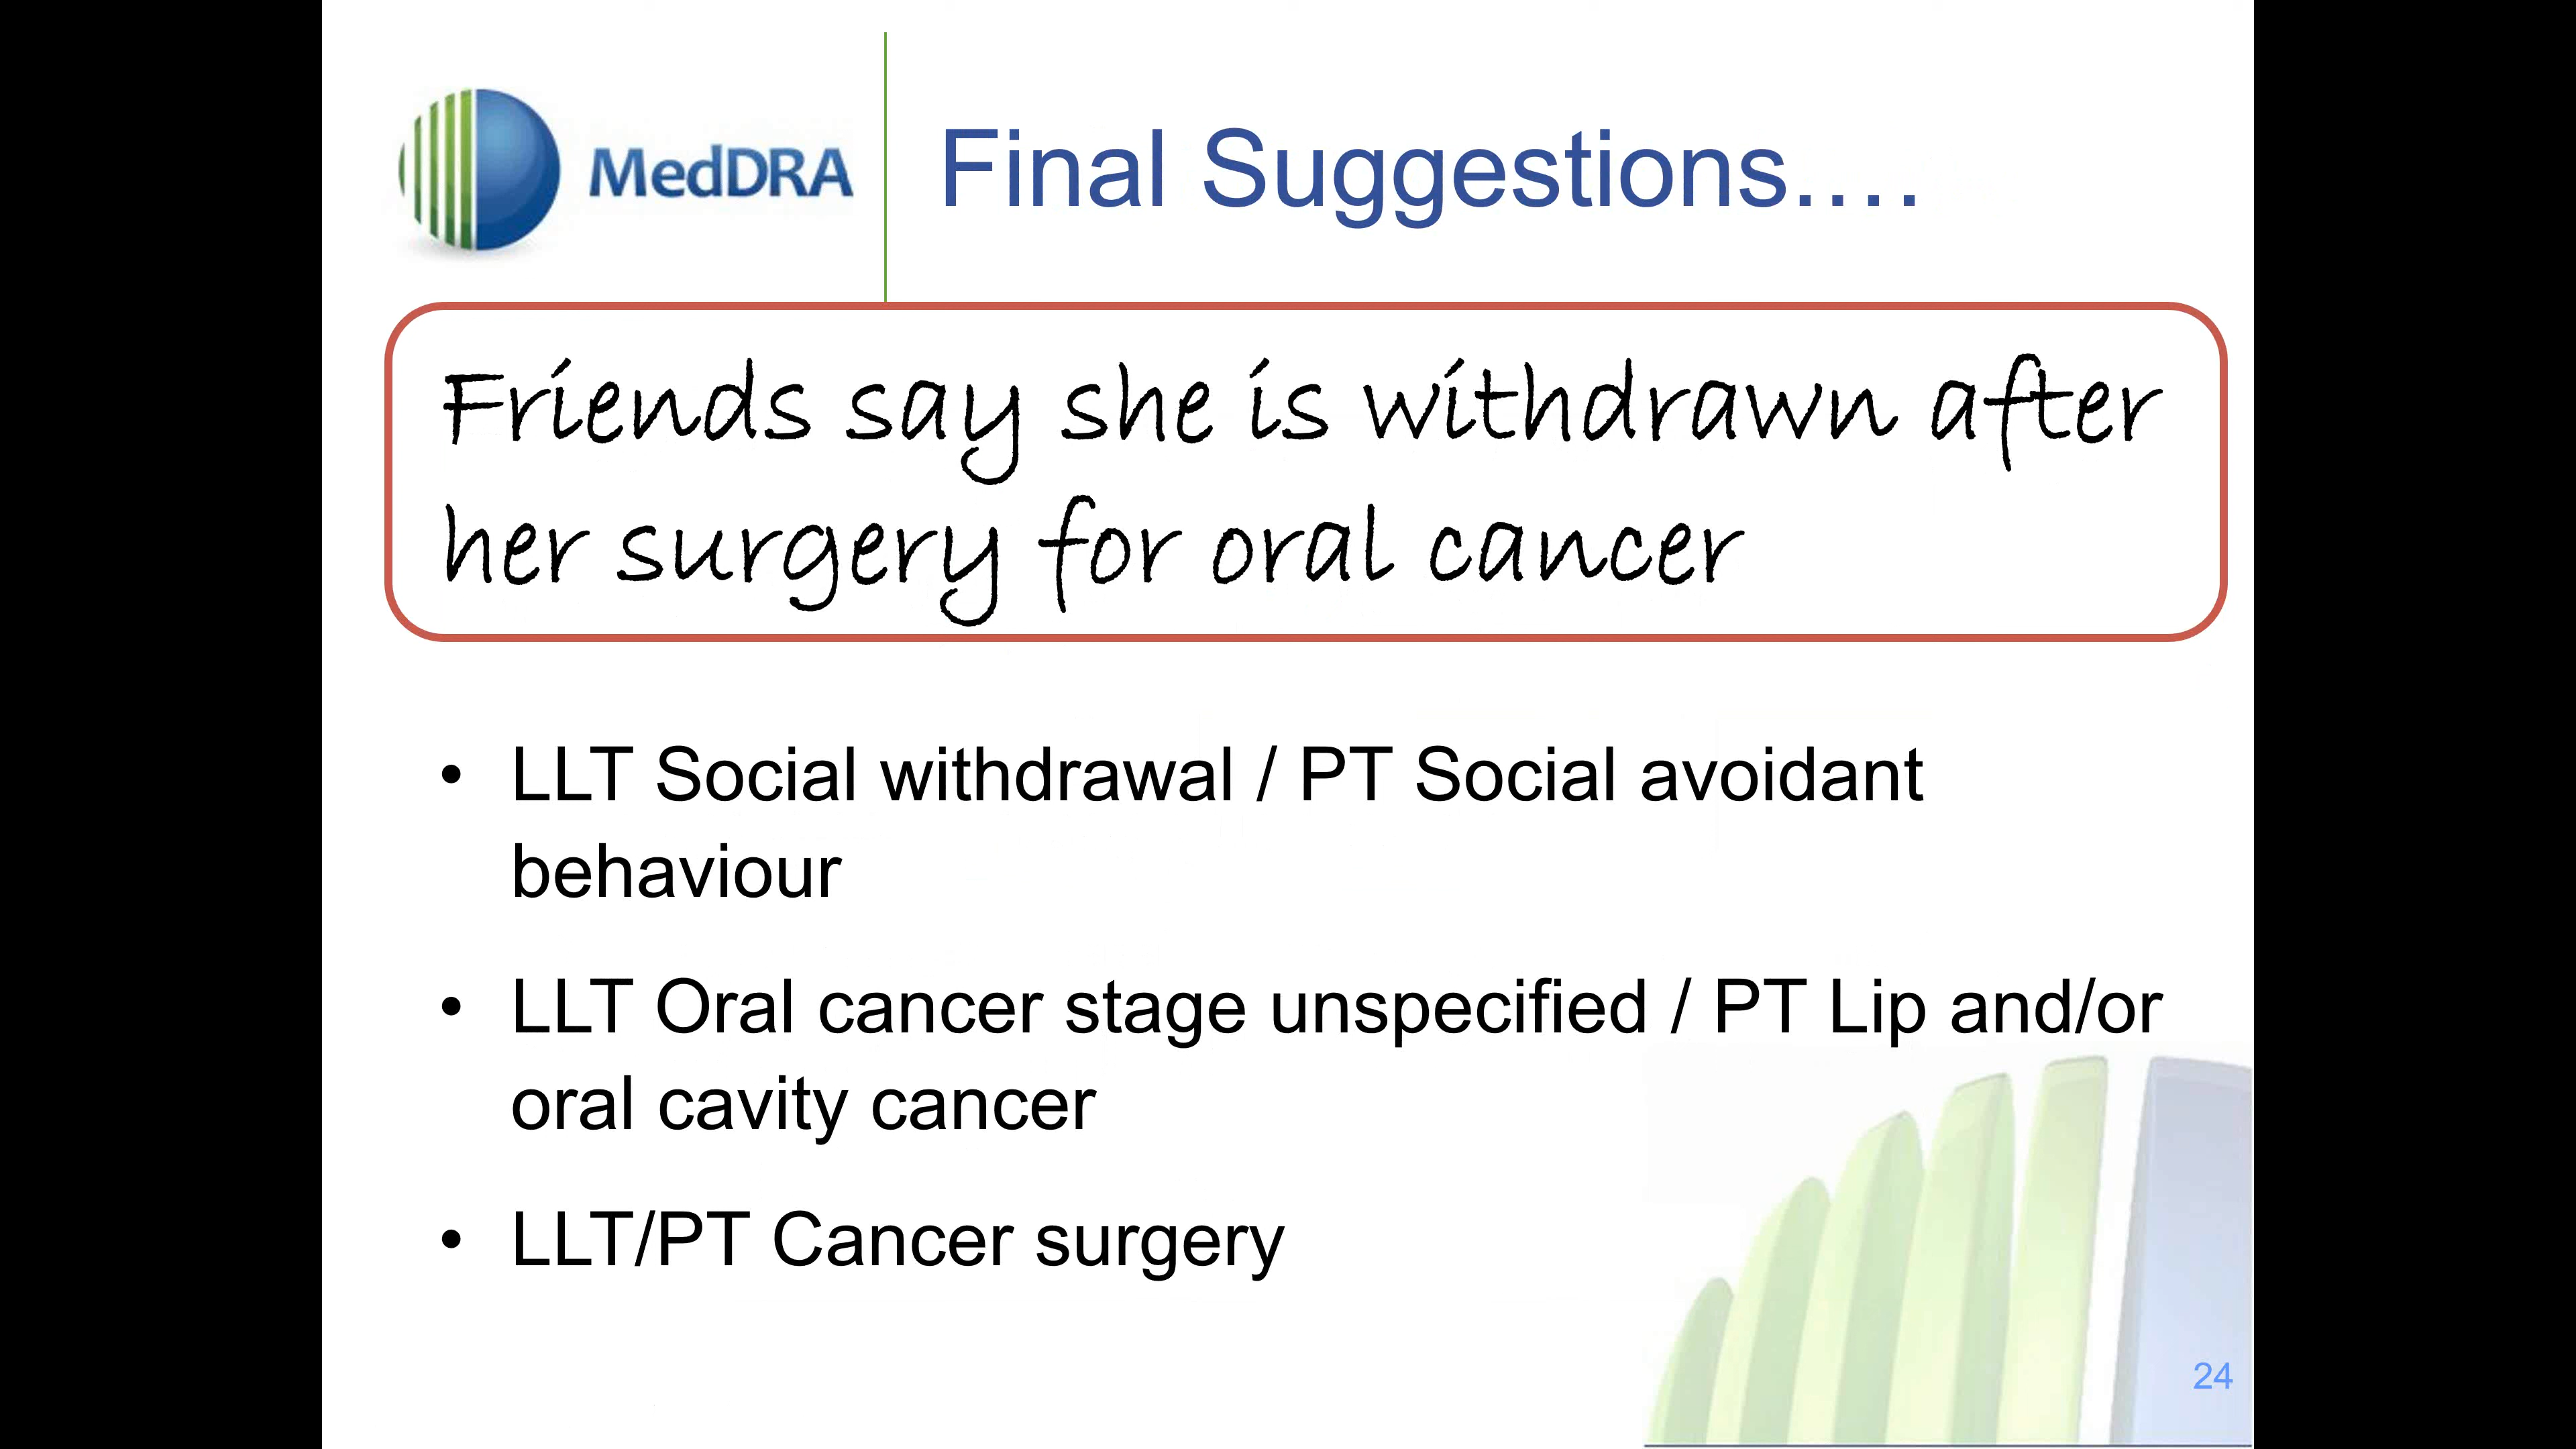 MedDRA
Final Suggestions....
Friends say she is withdrawn after
her surgery for oral cancer
• LLT Social withdrawal / PT Social avoidant
behaviour
• LLT Oral cancer stage unspecified / PT Lip and/or
oral cavity cancer
• LLT/PT Cancer surgery
24